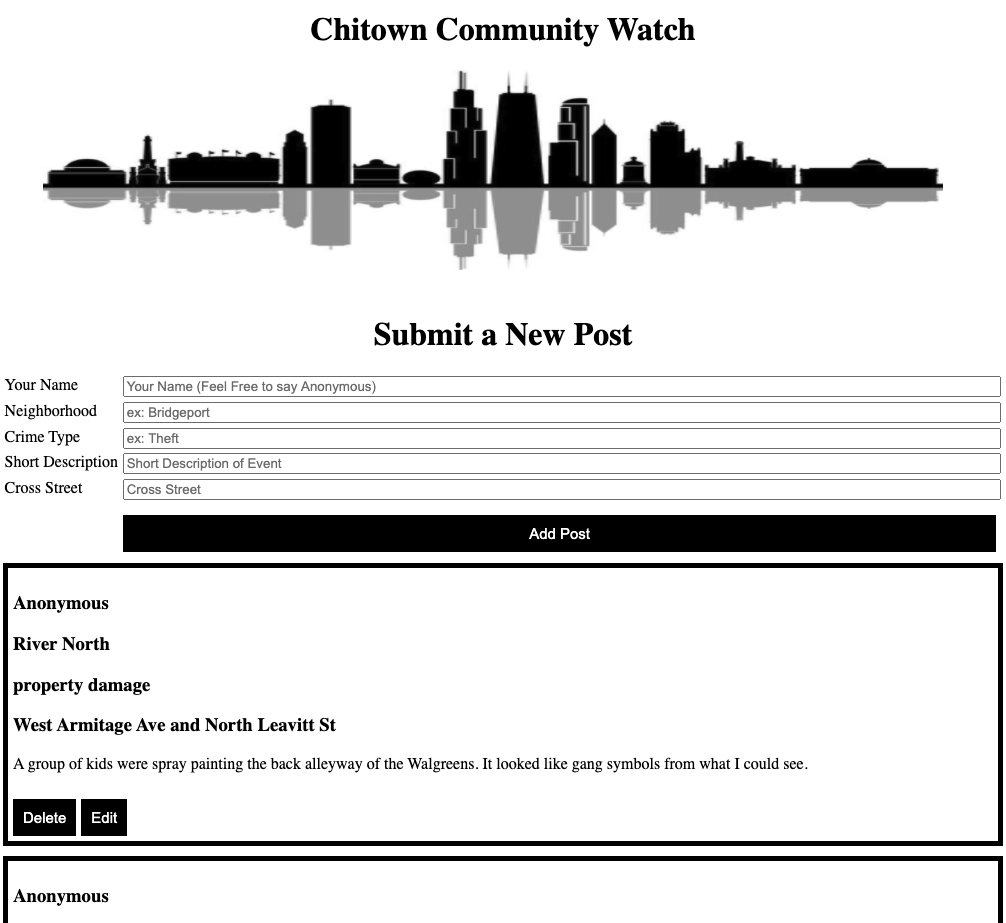 Chitown Community Watch
Submit a New Post
Your Name
Your Name (Feel Free to say Anonymous)
Neighborhood
ex: Bridgeport
Crime Type
ex: Theft
Short Description
Short Description of Event
Cross Street
Cross Street
Add Post
Anonymous
River North
property damage
West Armitage Ave and North Leavitt St
A group of kids were spray painting the back alleyway of the Walgreens. It looked like gang symbols from what I could see.
Delete Edit
Anonymous